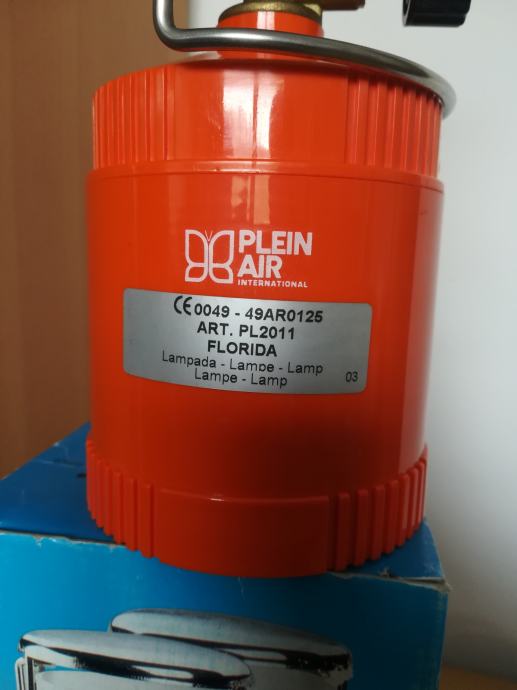 PLEIN
AIR
INTERNATIONAL
CE 0049 - 49AR0125
ART. PL2011
FLORIDA
Lampada - Lampe - Lamp
Lampe - Lamp
03